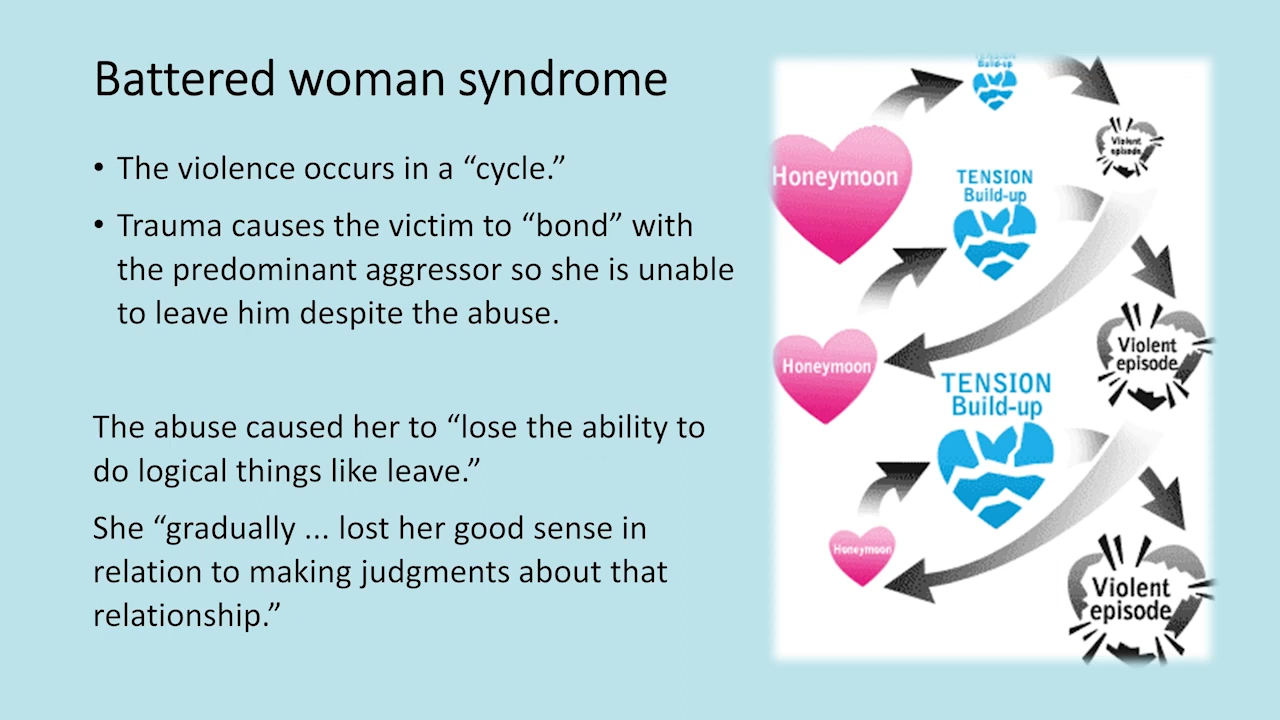 Battered woman syndrome
• The violence occurs in a “cycle.”
• Trauma causes the victim to “bond” with
the predominant aggressor so she is unable
to leave him despite the abuse.
The abuse caused her to “lose the ability to
do logical things like leave.”
She “gradually ... lost her good sense in
relation to making judgments about that
relationship.”
TENSION
Build-up
Honeymoon
Violent
episode
TENSION
Build-up
Honeymoon
Violent
episode
TENSION
Build-up
Honeymoon
Violent
episode